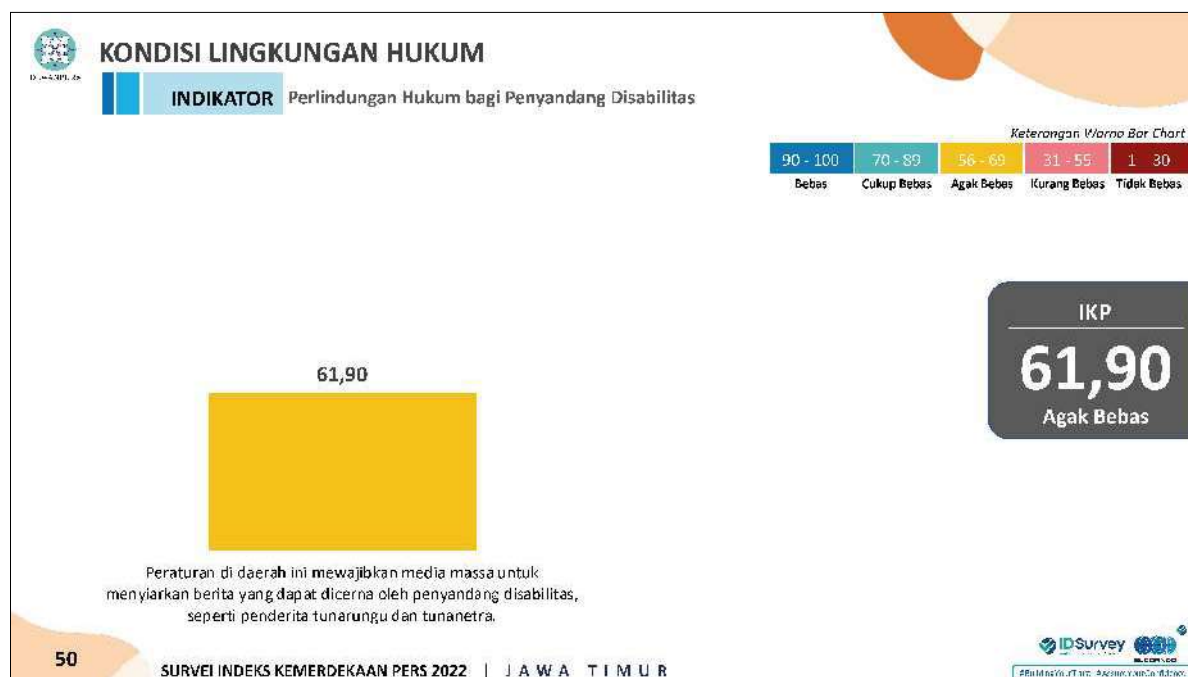 KONDISI LINGKUNGAN HUKUM
INDIKATOR Perlindungan Hukum bagi Penyandang Disabilitas
Keterangan Warna Bar Chart
90 - 100 70 - 89 56 - 69 31 - 55 1 30
Bebas Cukup Bebas Agak Bebas Kurang Bebas Tidak Bebas
IKP
61,90
Agak Bebas
61,90
Peraturan di daerah ini mewajibkan media massa untuk
menyiarkan berita yang dapat dicerna oleh penyandang disabilitas,
seperti penderita tunarungu dan tunanetra.
50
SURVEI INDEKS KEMERDEKAAN PERS 2022 | JAWA TIMUR
IDSurvey